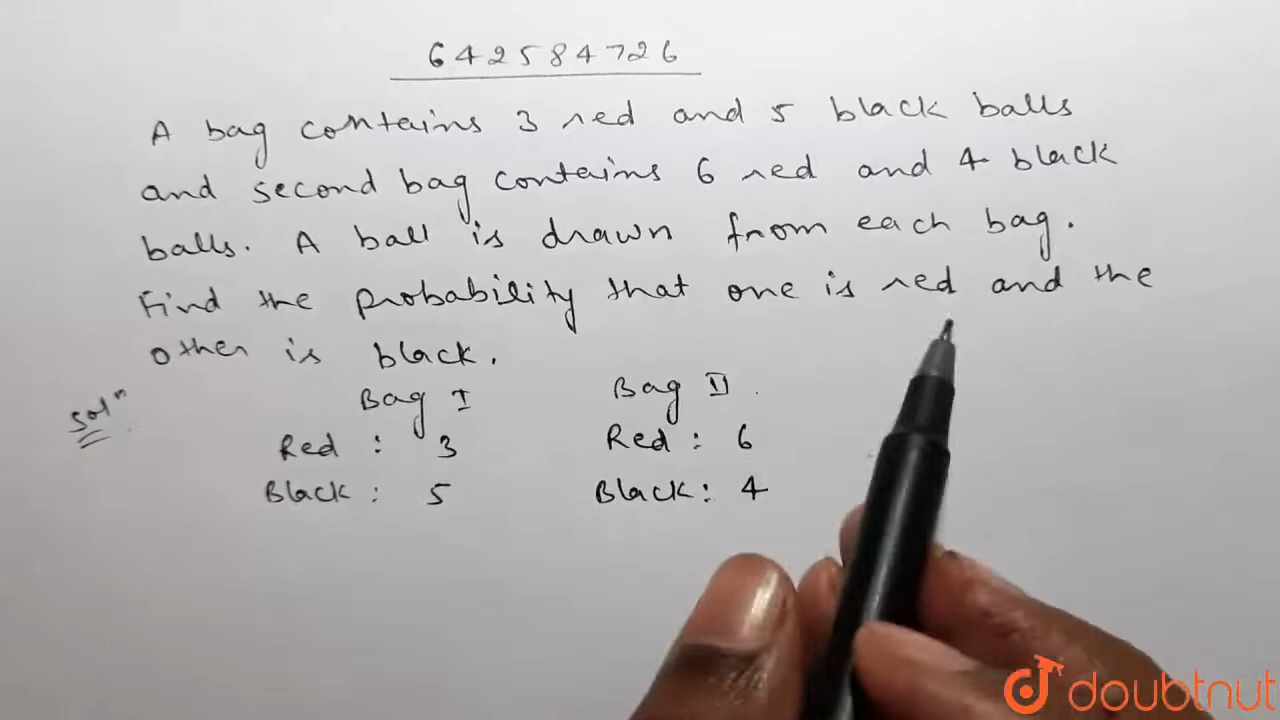 642584726
A bag contains 3 red and 5 black balls
and second bag contains 6 red and 4 black
balls. A ball is drawn from each bag.
Find the probability that one is red and the
other is black.
Solⁿ
Bag I Bag II
Red : 3 Red : 6
Black : 5 Black : 4
doubtnut